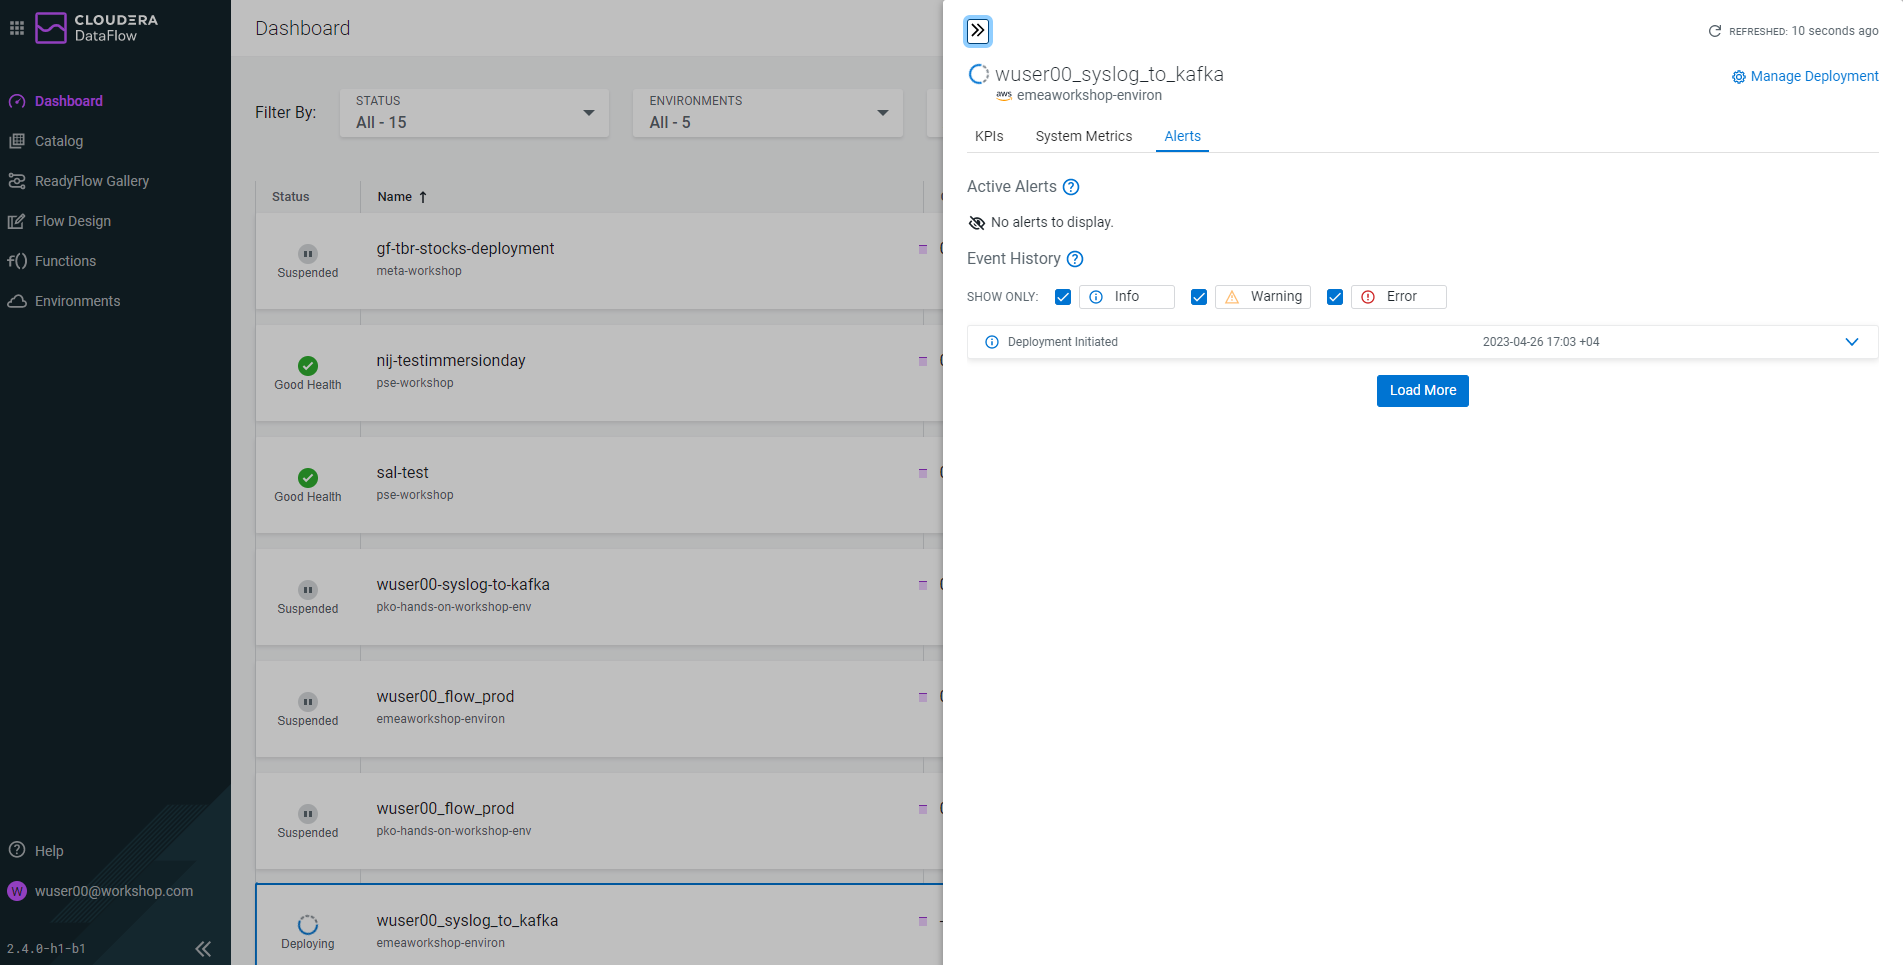 CLOUDERA
DataFlow
Dashboard
Catalog
ReadyFlow Gallery
Flow Design
Functions
Environments
Help
W
wuser00@workshop.com
2.4.0-h1-b1
Dashboard
Filter By:
STATUS
All - 15
ENVIRONMENTS
All - 5
Status
Name
Suspended
gf-tbr-stocks-deployment
meta-workshop
Good Health
nij-testimmersionday
pse-workshop
Good Health
sal-test
pse-workshop
Suspended
wuser00-syslog-to-kafka
pko-hands-on-workshop-env
Suspended
wuser00_flow_prod
emeaworkshop-environ
Suspended
wuser00_flow_prod
pko-hands-on-workshop-env
Deploying
wuser00_syslog_to_kafka
emeaworkshop-environ
REFRESHED: 10 seconds ago
wuser00_syslog_to_kafka
aws emeaworkshop-environ
Manage Deployment
KPIs System Metrics Alerts
Active Alerts
No alerts to display.
Event History
SHOW ONLY: Info Warning Error
Deployment Initiated 2023-04-26 17:03 +04
Load More